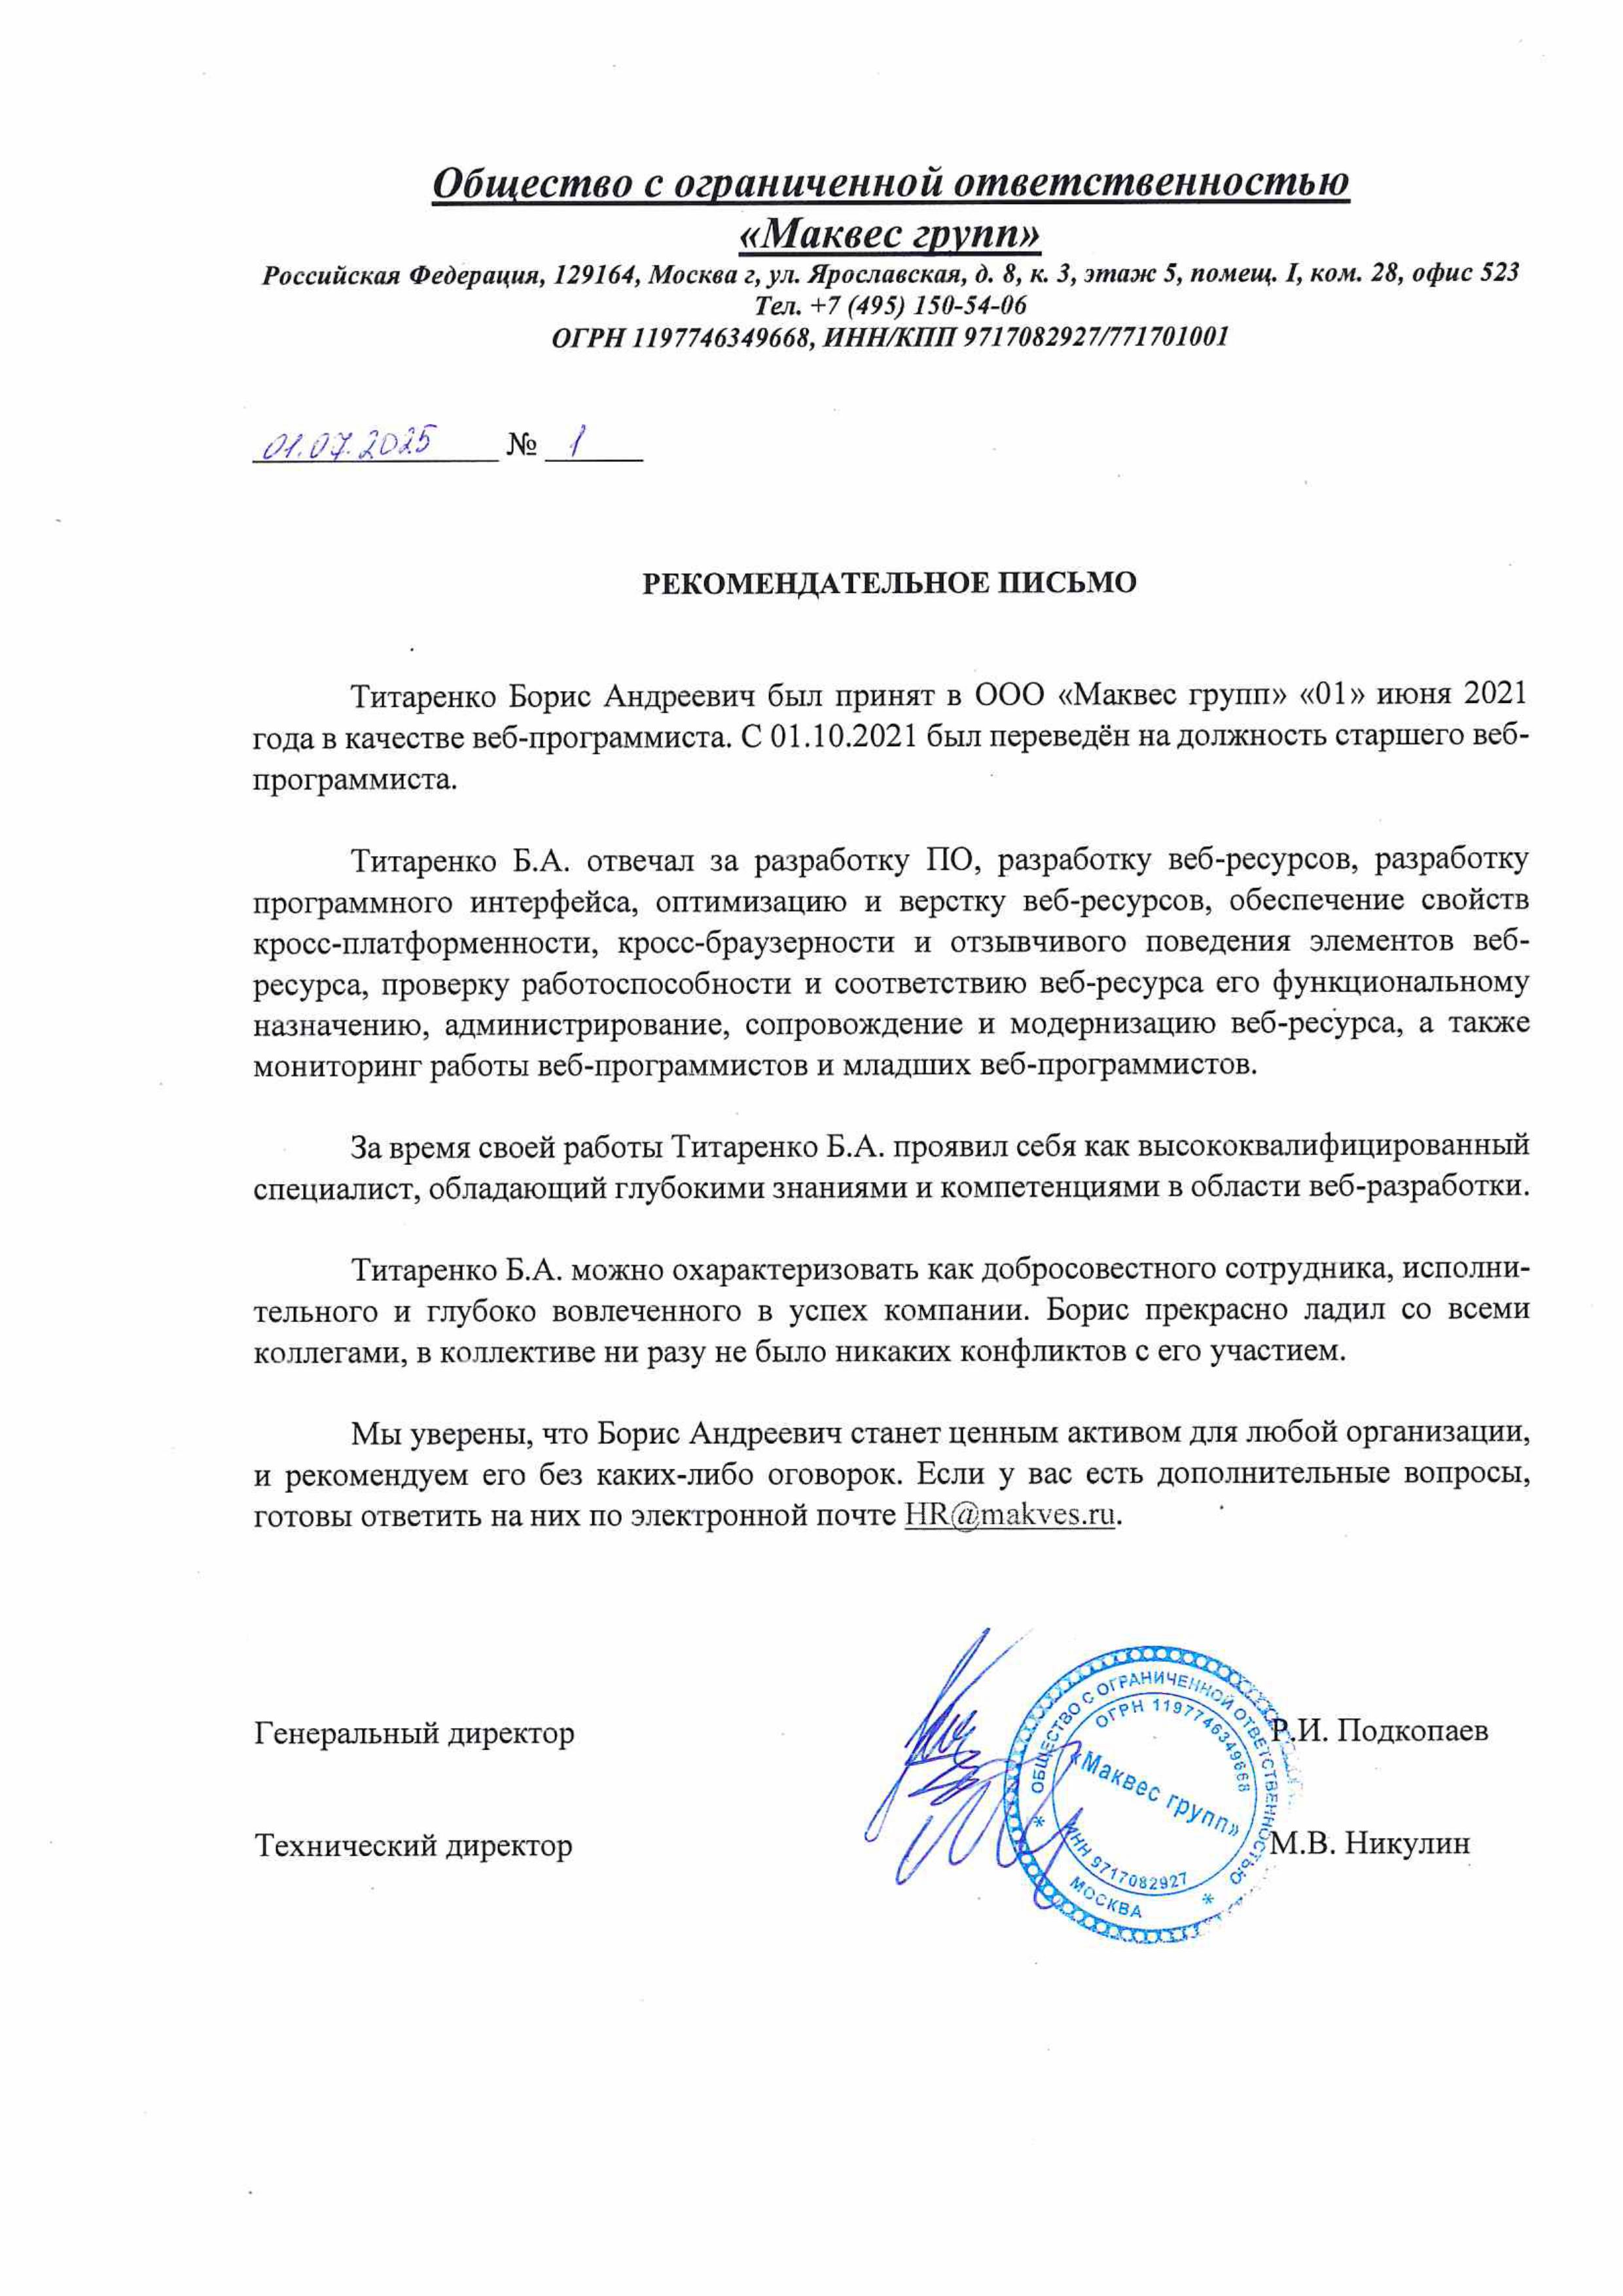 Общество с ограниченной ответственностью
«Маквес групп»
Российская Федерация, 129164, Москва г, ул. Ярославская, д. 8, к. 3, этаж 5, помещ. I, ком. 28, офис 523
Тел. +7 (495) 150-54-06
ОГРН 1197746349668, ИНН/КПП 9717082927/771701001
01.07.2025 № 1
РЕКОМЕНДАТЕЛЬНОЕ ПИСЬМО
Титаренко Борис Андреевич был принят в ООО «Маквес групп» «01» июня 2021
года в качестве веб-программиста. С 01.10.2021 был переведён на должность старшего веб-
программиста.
Титаренко Б.А. отвечал за разработку ПО, разработку веб-ресурсов, разработку
программного интерфейса, оптимизацию и верстку веб-ресурсов, обеспечение свойств
кросс-платформенности, кросс-браузерности и отзывчивого поведения элементов веб-
ресурса, проверку работоспособности и соответствию веб-ресурса его функциональному
назначению, администрирование, сопровождение и модернизацию веб-ресурса, а также
мониторинг работы веб-программистов и младших веб-программистов.
За время своей работы Титаренко Б.А. проявил себя как высококвалифицированный
специалист, обладающий глубокими знаниями и компетенциями в области веб-разработки.
Титаренко Б.А. можно охарактеризовать как добросовестного сотрудника, исполни-
тельного и глубоко вовлеченного в успех компании. Борис прекрасно ладил со всеми
коллегами, в коллективе ни разу не было никаких конфликтов с его участием.
Мы уверены, что Борис Андреевич станет ценным активом для любой организации,
и рекомендуем его без каких-либо оговорок. Если у вас есть дополнительные вопросы,
готовы ответить на них по электронной почте HR@makves.ru.
Генеральный директор Р.И. Подкопаев
Технический директор М.В. Никулин
ОБЩЕСТВО С ОГРАНИЧЕННОЙ ОТВЕТСТВЕННОСТЬЮ
ОГРН 1197746349668
«Маквес групп»
ИНН 9717082927
* МОСКВА *